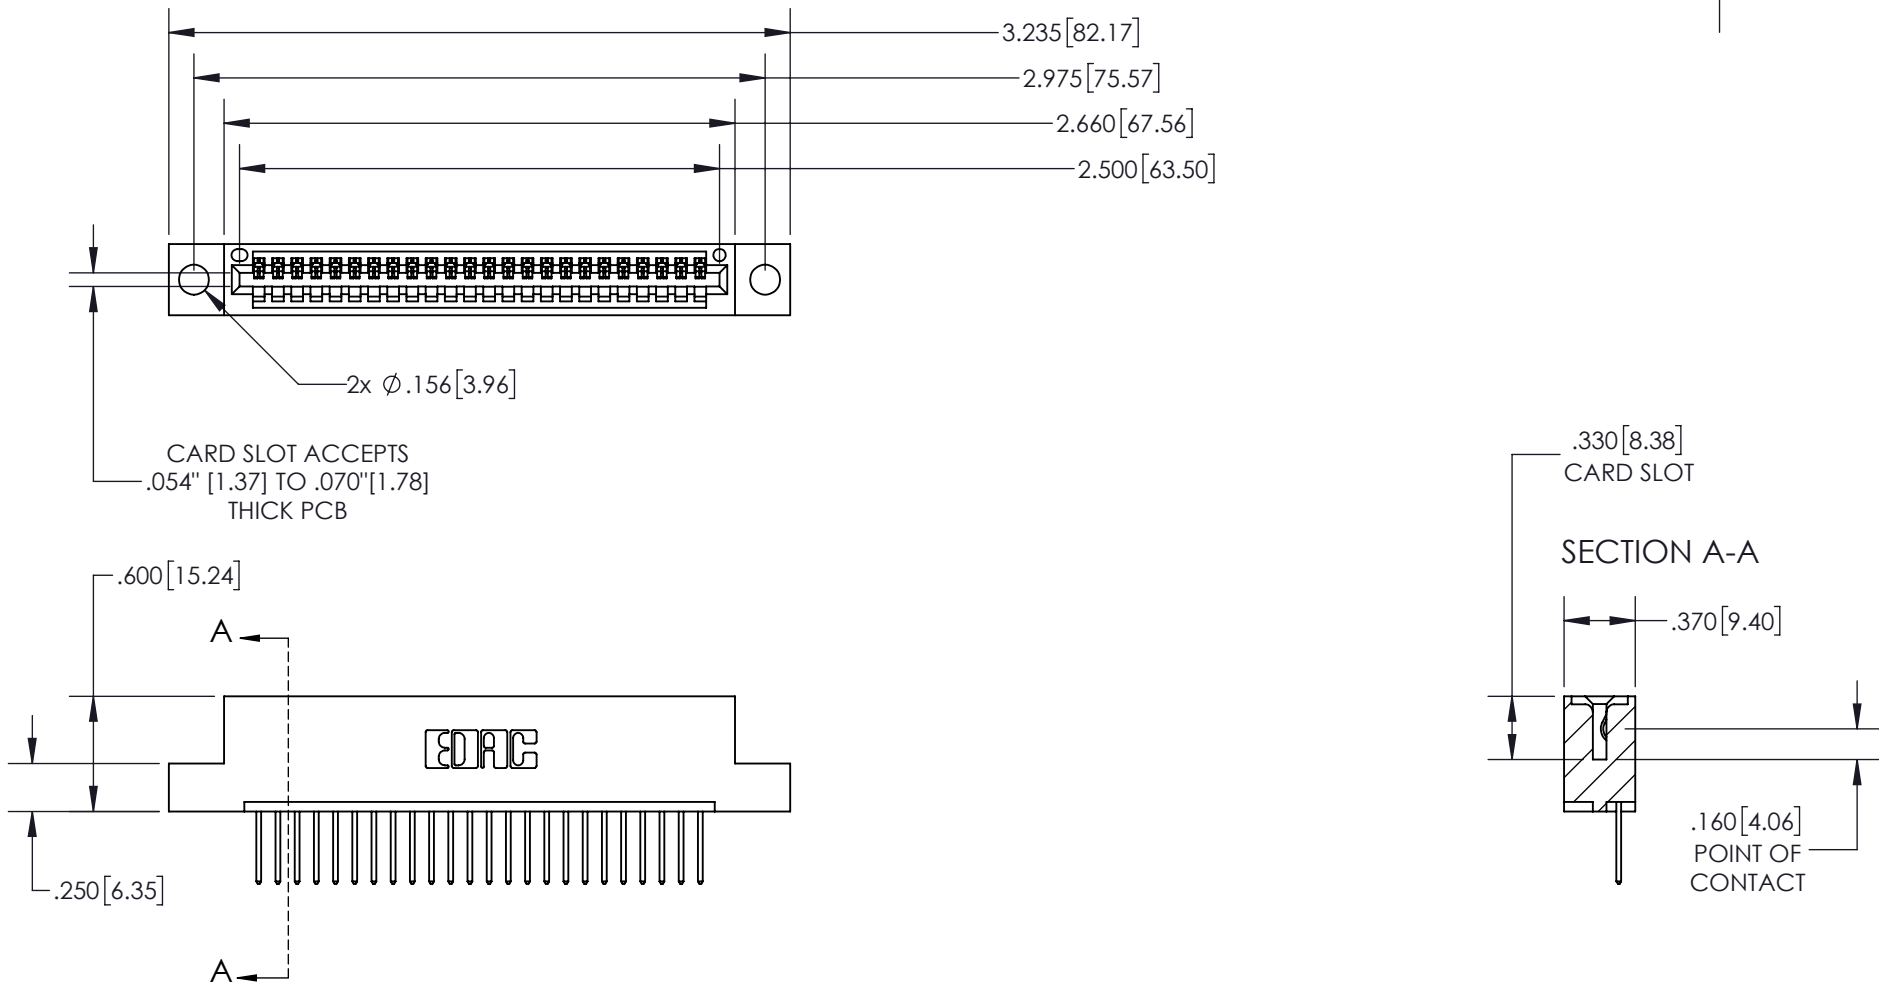 3.235[82.17]
2.975[75.57]
2.660[67.56]
2.500[63.50]
2x ∅.156[3.96]
CARD SLOT ACCEPTS
.054" [1.37] TO .070"[1.78]
THICK PCB
.330[8.38]
CARD SLOT
SECTION A-A
.600[15.24]
.370[9.40]
A
EDAC
.160[4.06]
POINT OF
CONTACT
.250[6.35]
A